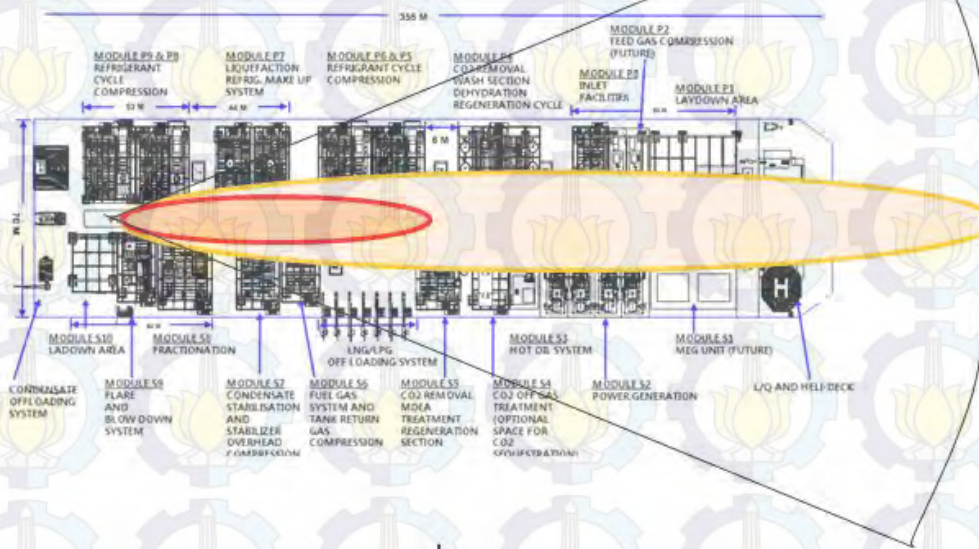 356 M
MODULE P2
FEED GAS COMPRESSION
(FUTURE)
MODULE P9 & P8
REFRIGERANT
CYCLE
COMPRESSION
MODULE P7
LIQUEFACTION
REFRIG. MAKE UP
SYSTEM
MODULE P6 & P5
REFRIGRANT CYCLE
COMPRESSION
MODULE P4
CO2 REMOVAL
WASH SECTION
DEHYDRATION
REGENERATION CYCLE
MODULE P3
INLET
FACILITIES
MODULE P1
LAYDOWN AREA
53 M
44 M
6 M
70 M
H
MODULE S10
LADOWN AREA
MODULE S8
FRACTIONATION
LNG/LPG
OFF LOADING SYSTEM
MODULE S3
HOT OIL SYSTEM
MODULE S1
MEG UNIT (FUTURE)
CONDENSATE
OFFLOADING
SYSTEM
MODULE S9
FLARE
AND
BLOW DOWN
SYSTEM
MODULE S7
CONDENSATE
STABILISATION
AND
STABILIZER
OVERHEAD
COMPRESSION
MODULE S6
FUEL GAS
SYSTEM AND
TANK RETURN
GAS
COMPRESSION
MODULE S5
CO2 REMOVAL
MDEA
TREATMENT
REGENERATION
SECTION
MODULE S4
CO2 OFF GAS
TREATMENT
(OPTIONAL
SPACE FOR
CO2
SEQUESTRATION)
MODULE S2
POWER GENERATION
L/Q AND HELI-DECK